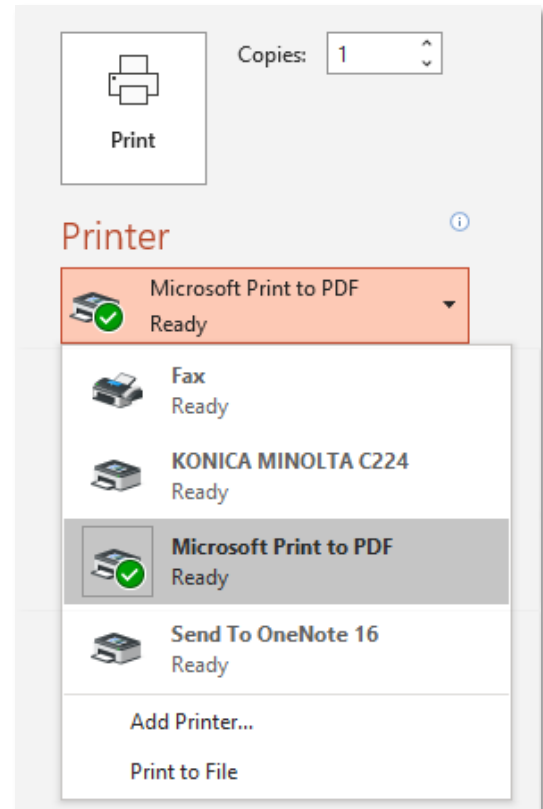 Copies: 1
Print
Printer
Microsoft Print to PDF
Ready
Fax
Ready
KONICA MINOLTA C224
Ready
Microsoft Print to PDF
Ready
Send To OneNote 16
Ready
Add Printer...
Print to File